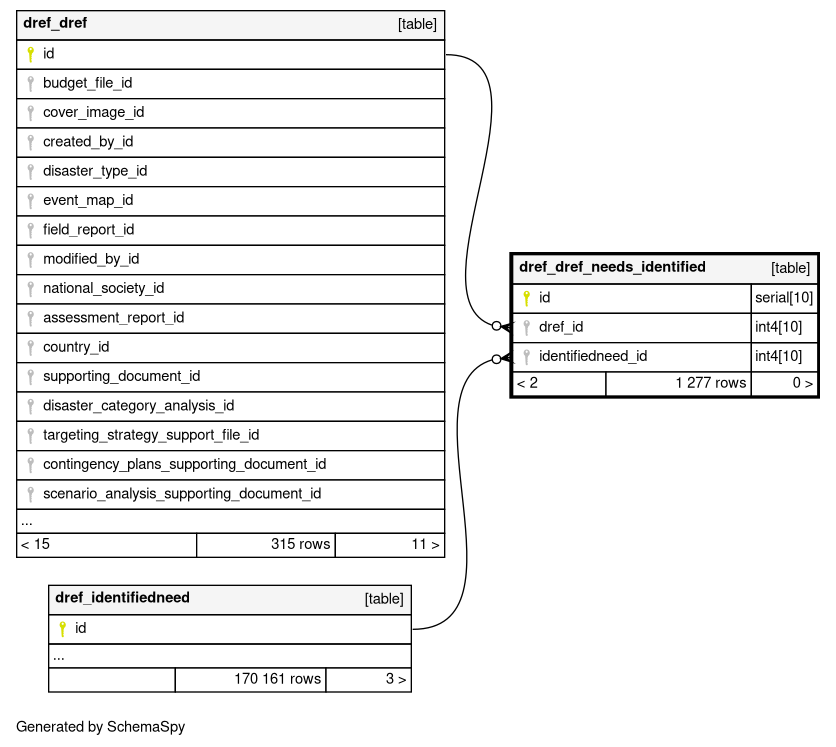 dref_dref [table]
id
budget_file_id
cover_image_id
created_by_id
disaster_type_id
event_map_id
field_report_id
modified_by_id
national_society_id
assessment_report_id
country_id
supporting_document_id
disaster_category_analysis_id
targeting_strategy_support_file_id
contingency_plans_supporting_document_id
scenario_analysis_supporting_document_id
...
< 15 315 rows 11 >
dref_dref_needs_identified [table]
id serial[10]
dref_id int4[10]
identifiedneed_id int4[10]
< 2 1 277 rows 0 >
dref_identifiedneed [table]
id
...
170 161 rows 3 >
Generated by SchemaSpy